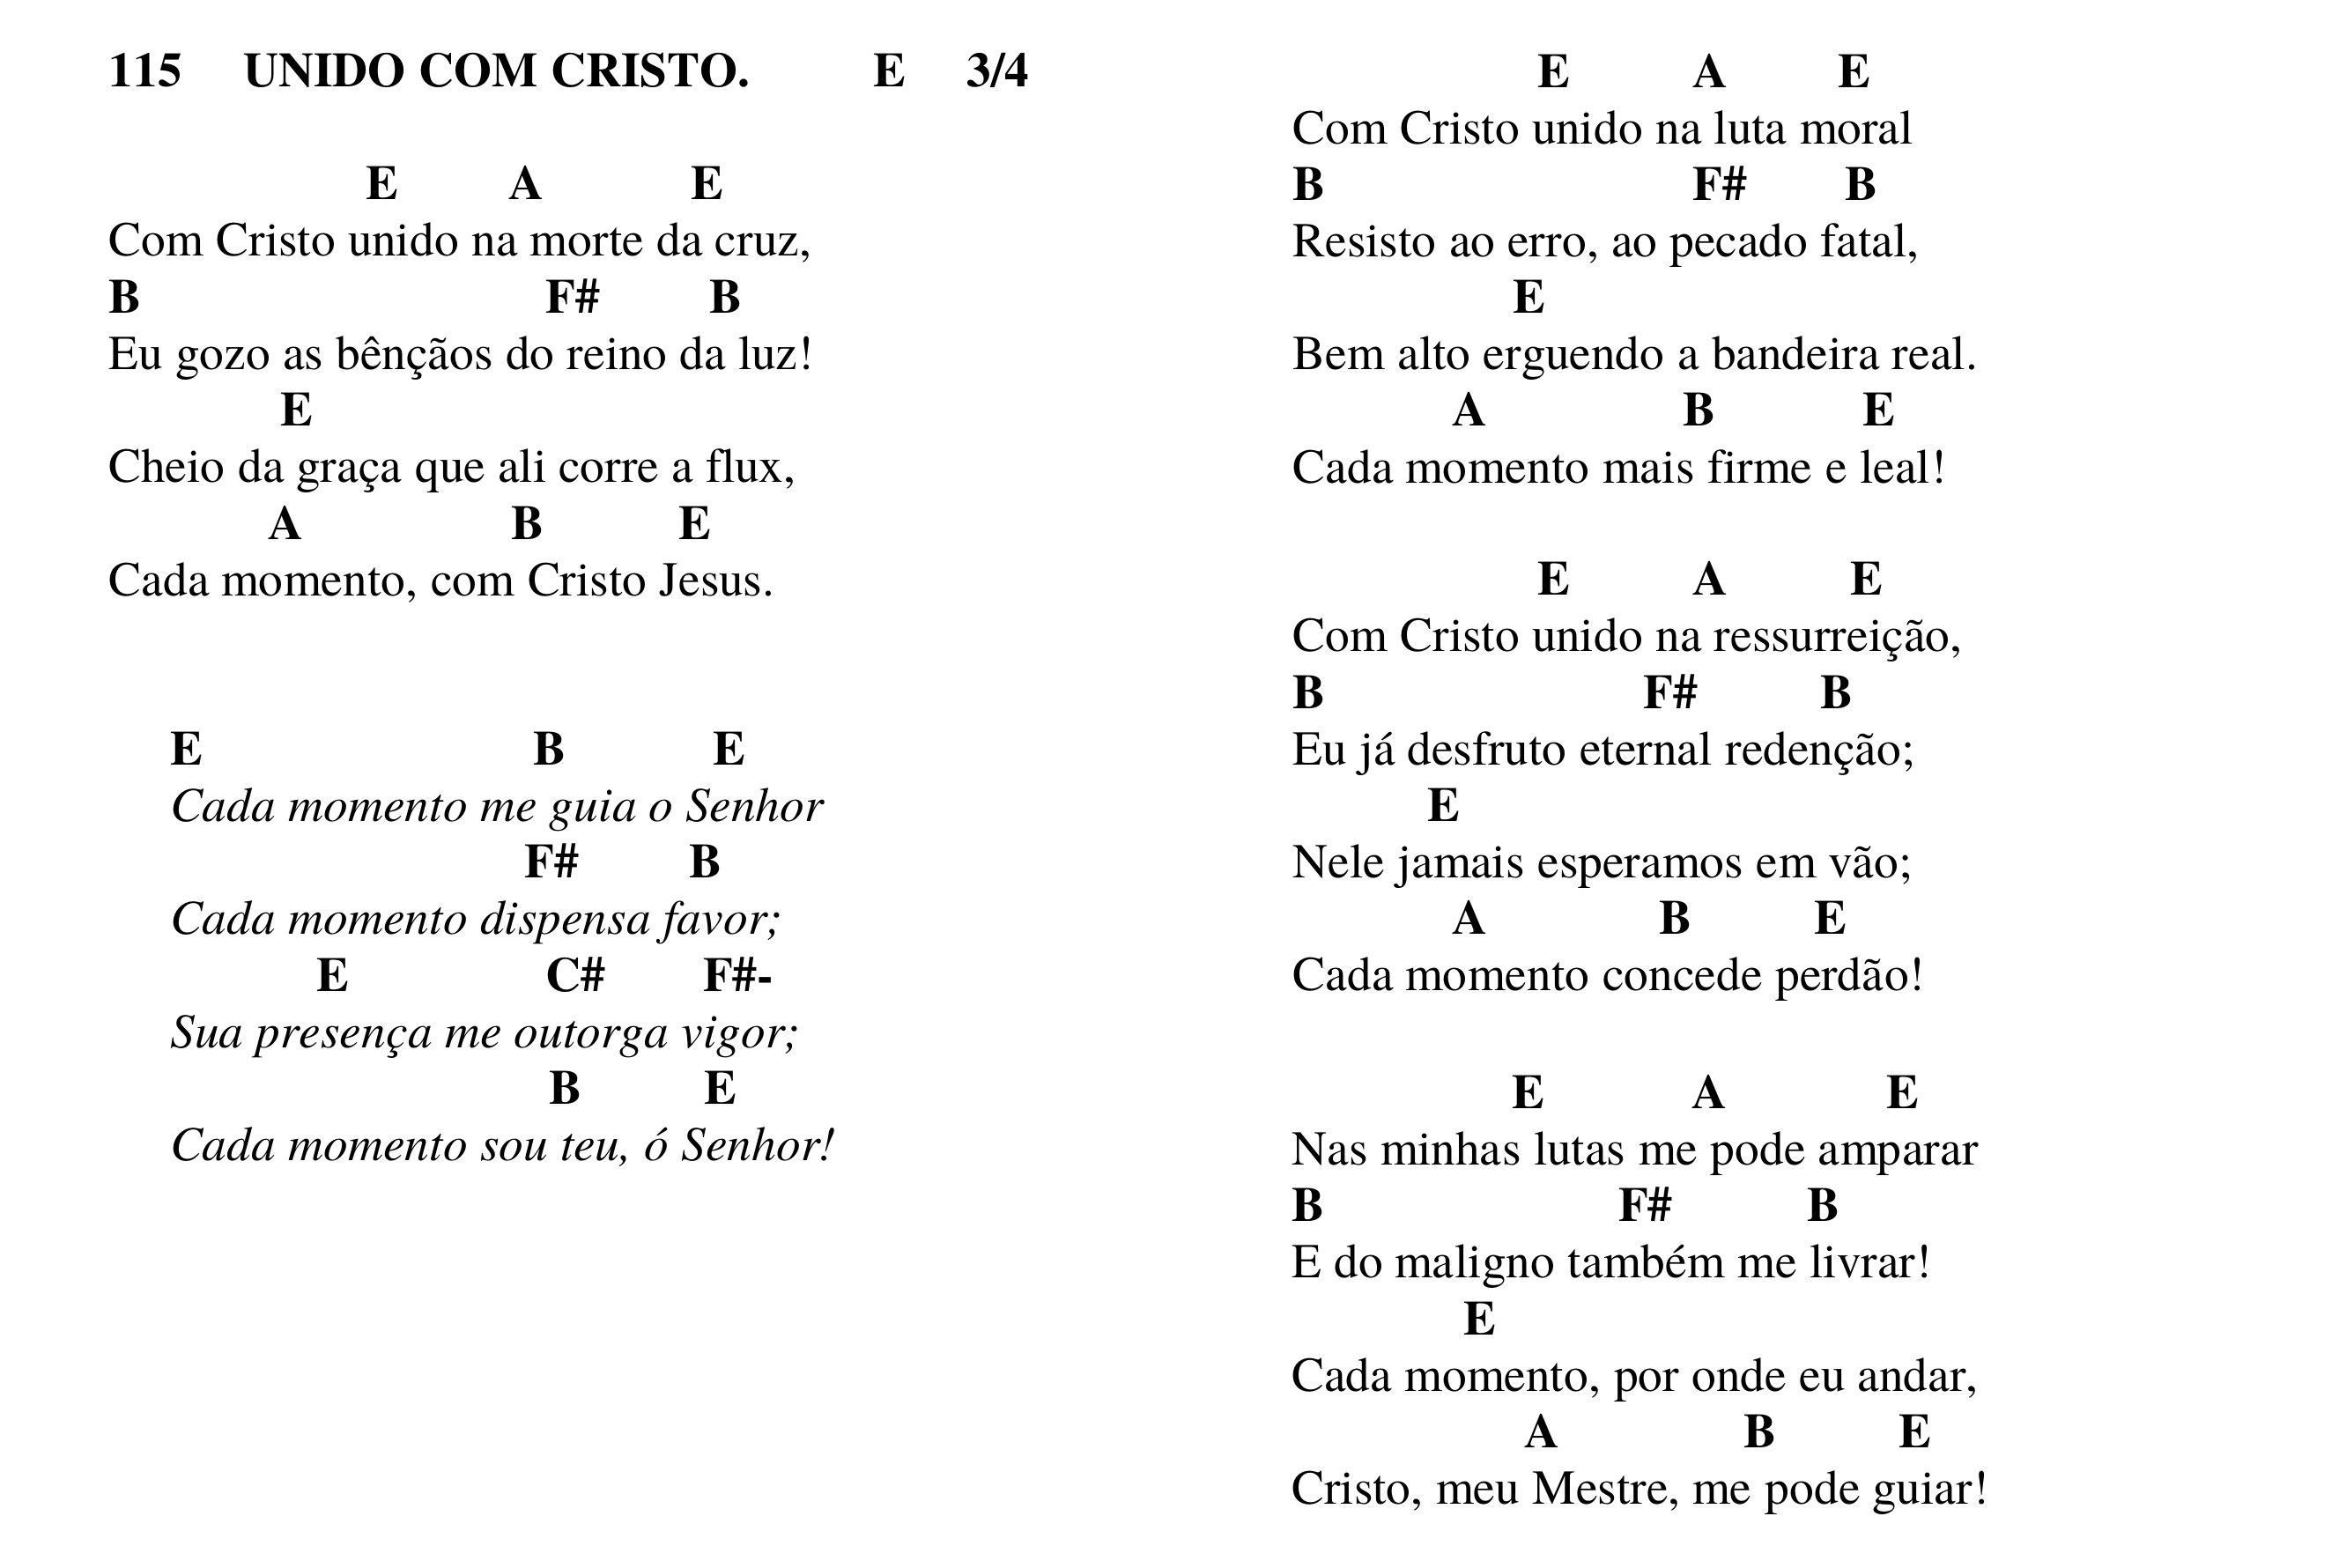 115 UNIDO COM CRISTO. E 3/4
E A E
Com Cristo unido na morte da cruz,
B F# B
Eu gozo as bênçãos do reino da luz!
E
Cheio da graça que ali corre a flux,
A B E
Cada momento, com Cristo Jesus.
E B E
Cada momento me guia o Senhor
F# B
Cada momento dispensa favor;
E C# F#-
Sua presença me outorga vigor;
B E
Cada momento sou teu, ó Senhor!
E A E
Com Cristo unido na luta moral
B F# B
Resisto ao erro, ao pecado fatal,
E
Bem alto erguendo a bandeira real.
A B E
Cada momento mais firme e leal!
E A E
Com Cristo unido na ressurreição,
B F# B
Eu já desfruto eternal redenção;
E
Nele jamais esperamos em vão;
A B E
Cada momento concede perdão!
E A E
Nas minhas lutas me pode amparar
B F# B
E do maligno também me livrar!
E
Cada momento, por onde eu andar,
A B E
Cristo, meu Mestre, me pode guiar!